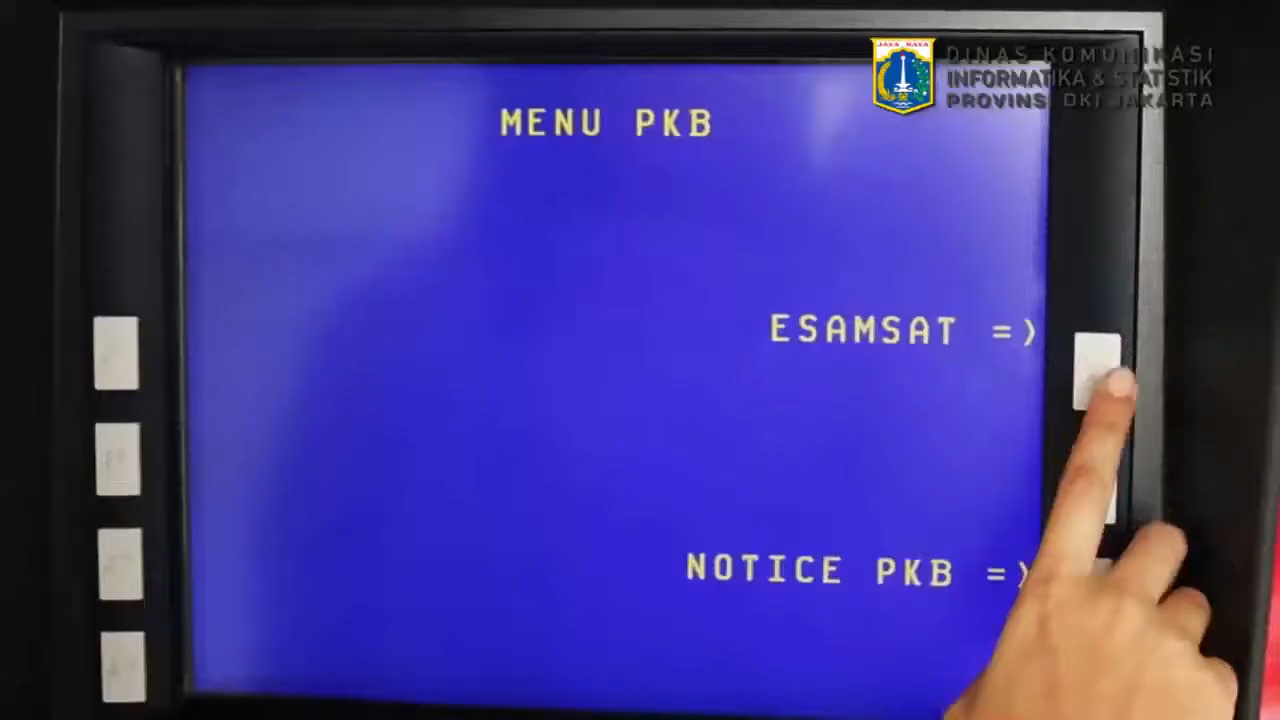 JAYA RAYA
DINAS KOMUNIKASI
INFORMATIKA & STATISTIK
PROVINSI DKI JAKARTA
MENU PKB
ESAMSAT =>
NOTICE PKB =>